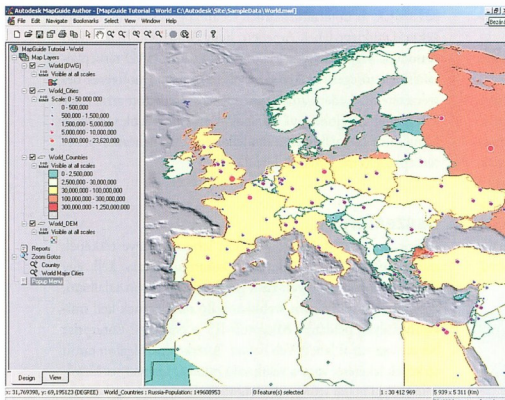 Autodesk MapGuide Author - [MapGuide Tutorial - World - C:\Autodesk\Site\SampleData\World.mwf]
File Edit Navigate Bookmarks Select View Window Help
Bezárá
MapGuide Tutorial - World
Map Layers
World (DWG)
Visible at all scales
World_Cities
Scale: 0 - 50 000 000
0 - 500,000
500,000 - 1,500,000
1,500,000 - 5,000,000
5,000,000 - 10,000,000
10,000,000 - 23,620,000
World_Countries
Visible at all scales
0 - 2,500,000
2,500,000 - 30,000,000
30,000,000 - 100,000,000
100,000,000 - 300,000,000
300,000,000 - 1,250,000,000
World_DEM
Visible at all scales
Reports
Zoom Gotos
Country
World Major Cities
Popup Menu
Design View
x: 31,769398, y: 69,195123 (DEGREE) World_Countries : Russia-Population: 149608953 0 feature(s) selected 1 : 30 412 969 5 939 x 5 311 (Km)